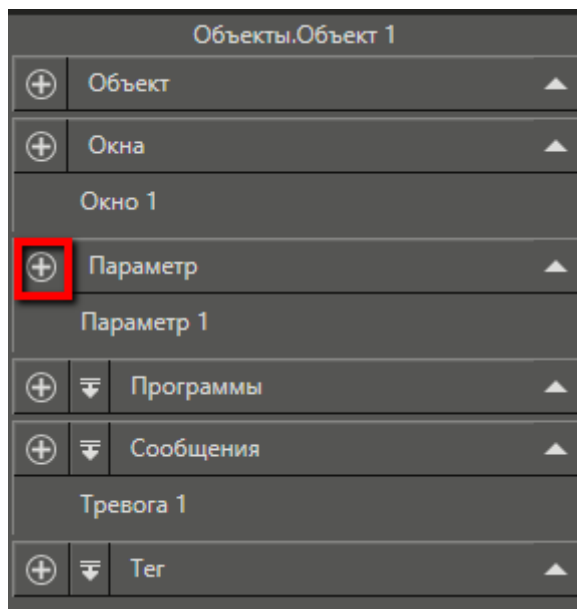 Объекты.Объект 1
Объект
Окна
Окно 1
Параметр
Параметр 1
Программы
Сообщения
Тревога 1
Тег